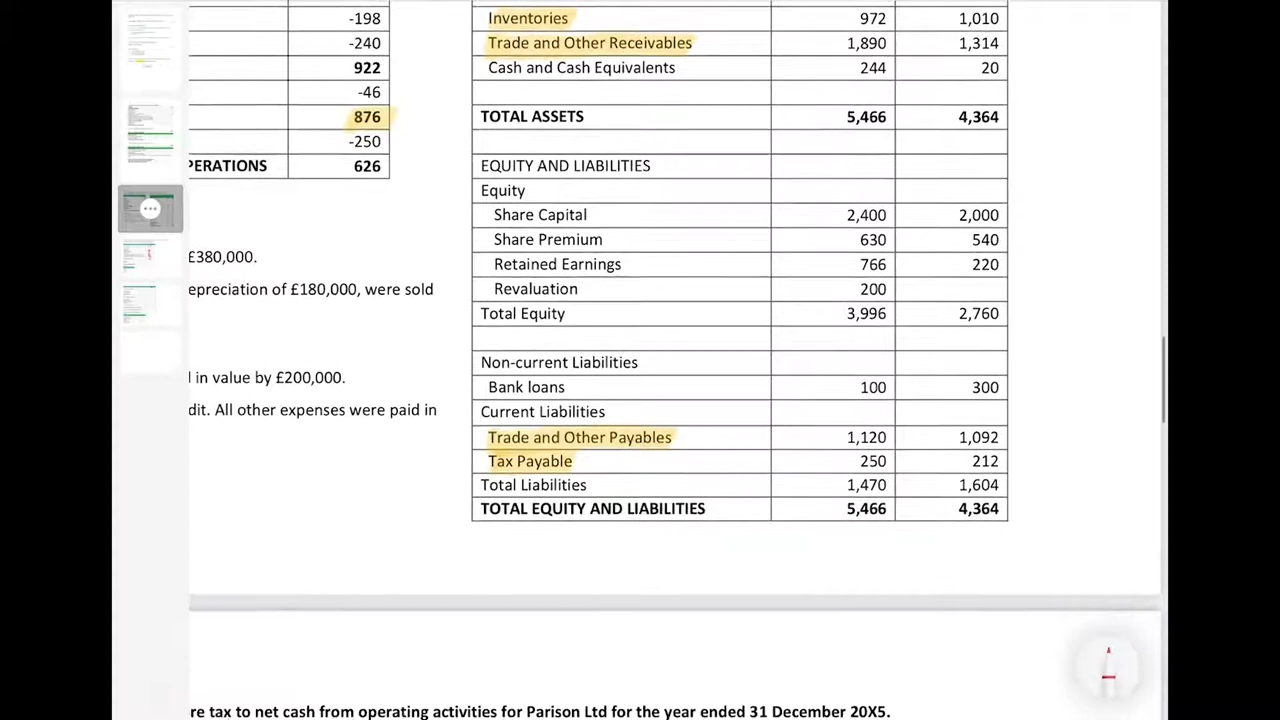 -198
-240
922
-46
876
-250
PERATIONS 626
£380,000.
epreciation of £180,000, were sold
l in value by £200,000.
dit. All other expenses were paid in
Inventories 972 1,010
Trade and Other Receivables 1,890 1,314
Cash and Cash Equivalents 244 20
TOTAL ASSETS 5,466 4,364
EQUITY AND LIABILITIES
Equity
Share Capital 2,400 2,000
Share Premium 630 540
Retained Earnings 766 220
Revaluation 200
Total Equity 3,996 2,760
Non-current Liabilities
Bank loans 100 300
Current Liabilities
Trade and Other Payables 1,120 1,092
Tax Payable 250 212
Total Liabilities 1,470 1,604
TOTAL EQUITY AND LIABILITIES 5,466 4,364
re tax to net cash from operating activities for Parison Ltd for the year ended 31 December 20X5.